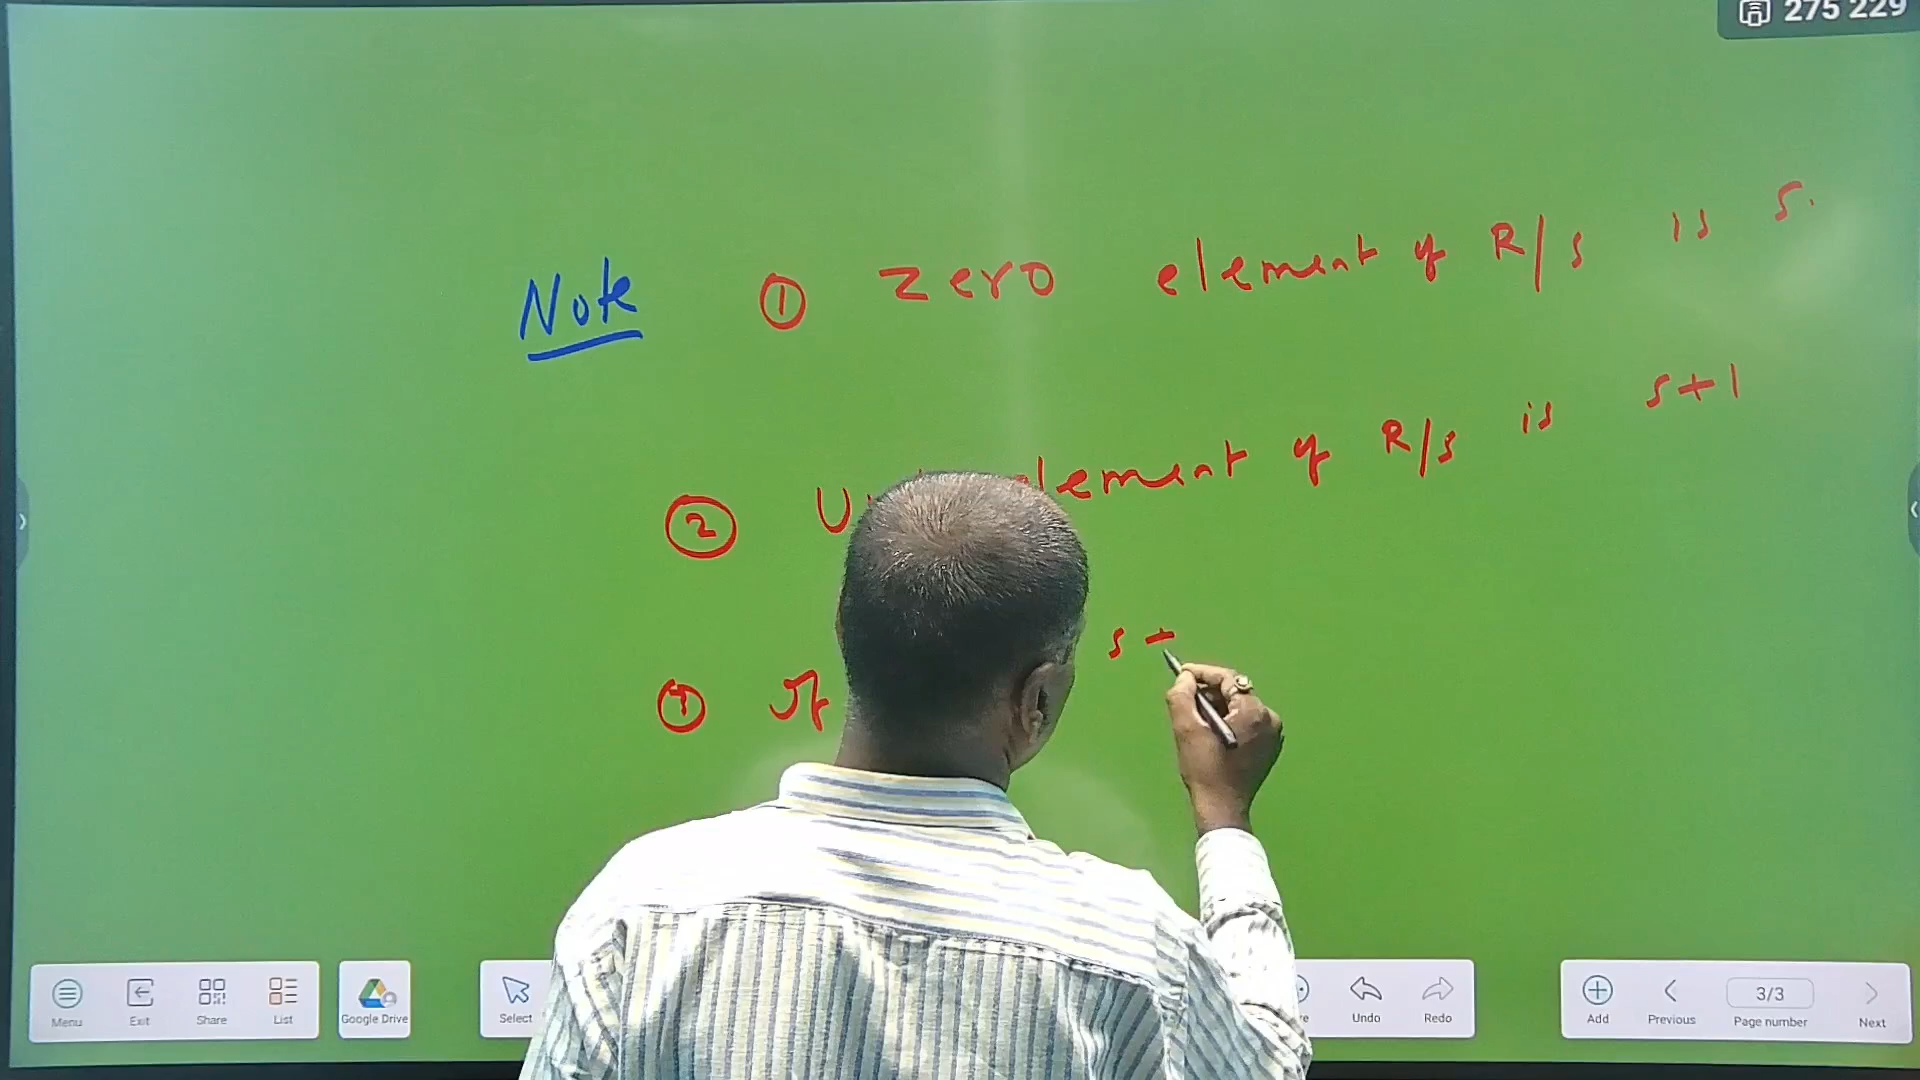 275 229
Note ① Zero element of R/S is S.
② element of R/S is S+1
If S +
Menu Exit Share List Google Drive Select Undo Redo Add Previous 3/3 Page number Next